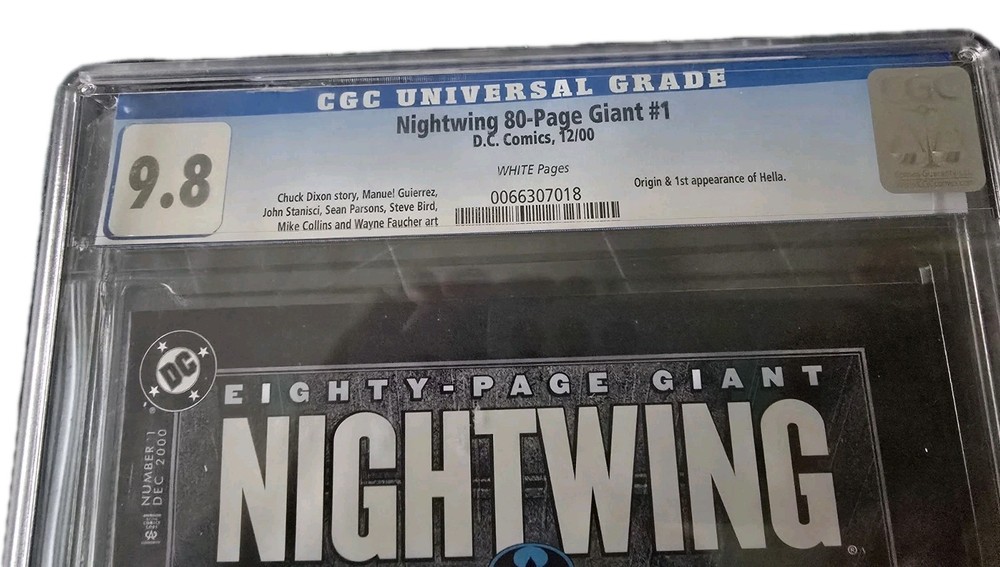 CGC UNIVERSAL GRADE
Nightwing 80-Page Giant #1
D.C. Comics, 12/00
9.8
WHITE Pages
Chuck Dixon story, Manuel Guierrez,
John Stanisci, Sean Parsons, Steve Bird,
Mike Collins and Wayne Faucher art
0066307018
Origin & 1st appearance of Hella.
CGC
DC
EIGHTY-PAGE GIANT
NIGHTWING
®
NUMBER 1
DEC 2000